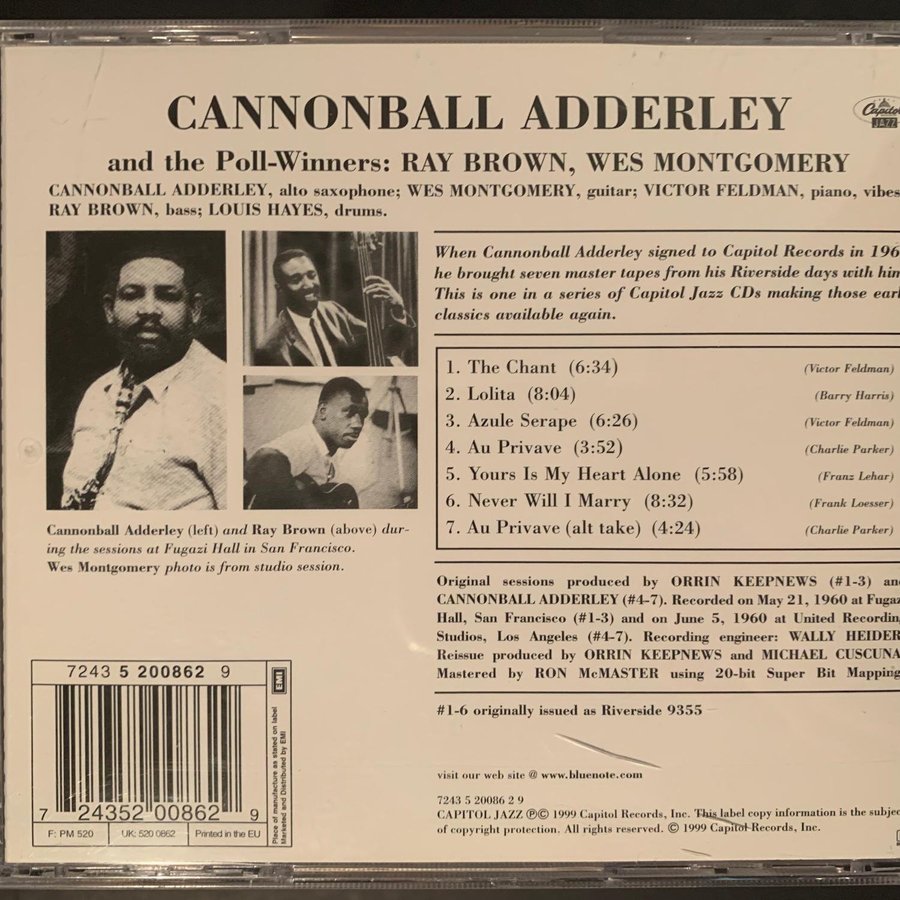 CANNONBALL ADDERLEY
Capitol
JAZZ
and the Poll-Winners: RAY BROWN, WES MONTGOMERY
CANNONBALL ADDERLEY, alto saxophone; WES MONTGOMERY, guitar; VICTOR FELDMAN, piano, vibes
RAY BROWN, bass; LOUIS HAYES, drums.
When Cannonball Adderley signed to Capitol Records in 196
he brought seven master tapes from his Riverside days with him
This is one in a series of Capitol Jazz CDs making those earl
classics available again.
1. The Chant (6:34) (Victor Feldman)
2. Lolita (8:04) (Barry Harris)
3. Azule Serape (6:26) (Victor Feldman)
4. Au Privave (3:52) (Charlie Parker)
5. Yours Is My Heart Alone (5:58) (Franz Lehar)
6. Never Will I Marry (8:32) (Frank Loesser)
7. Au Privave (alt take) (4:24) (Charlie Parker)
Cannonball Adderley (left) and Ray Brown (above) dur-
ing the sessions at Fugazi Hall in San Francisco.
Wes Montgomery photo is from studio session.
Original sessions produced by ORRIN KEEPNEWS (#1-3) and
CANNONBALL ADDERLEY (#4-7). Recorded on May 21, 1960 at Fugaz
Hall, San Francisco (#1-3) and on June 5, 1960 at United Recordin
Studios, Los Angeles (#4-7). Recording engineer: WALLY HEIDER
Reissue produced by ORRIN KEEPNEWS and MICHAEL CUSCUNA
Mastered by RON McMASTER using 20-bit Super Bit Mapping
#1-6 originally issued as Riverside 9355
visit our web site @ www.bluenote.com
7243 5 20086 2 9
CAPITOL JAZZ ℗© 1999 Capitol Records, Inc. This label copy information is the subjec
of copyright protection. All rights reserved. © 1999 Capitol Records, Inc.
7243 5 200862 9
EMI
Place of manufacture as stated on label
Marketed and Distributed by EMI
7 24352 00862 9
F: PM 520
UK: 520 0862
Printed in the EU